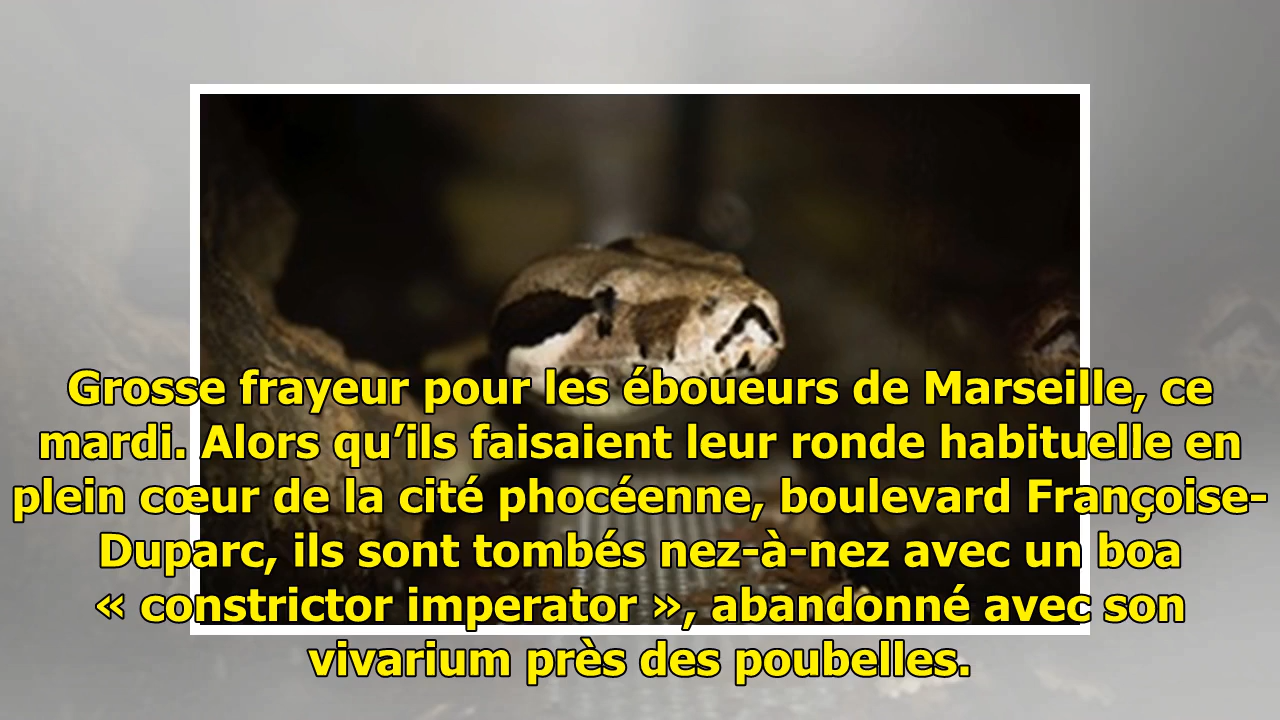 Grosse frayeur pour les éboueurs de Marseille, ce
mardi. Alors qu’ils faisaient leur ronde habituelle en
plein cœur de la cité phocéenne, boulevard Françoise-
Duparc, ils sont tombés nez-à-nez avec un boa
« constrictor imperator », abandonné avec son
vivarium près des poubelles.